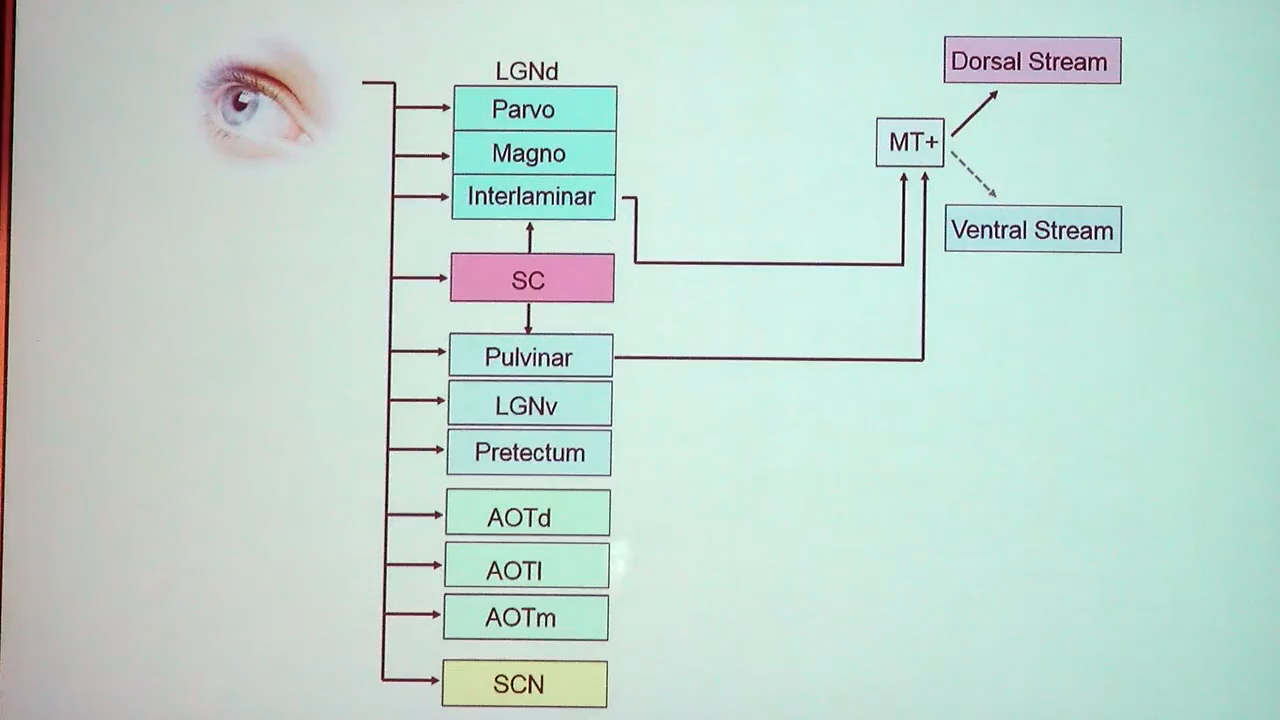 LGNd
Parvo
Magno
Interlaminar
SC
Pulvinar
LGNv
Pretectum
AOTd
AOTl
AOTm
SCN
MT+
Dorsal Stream
Ventral Stream